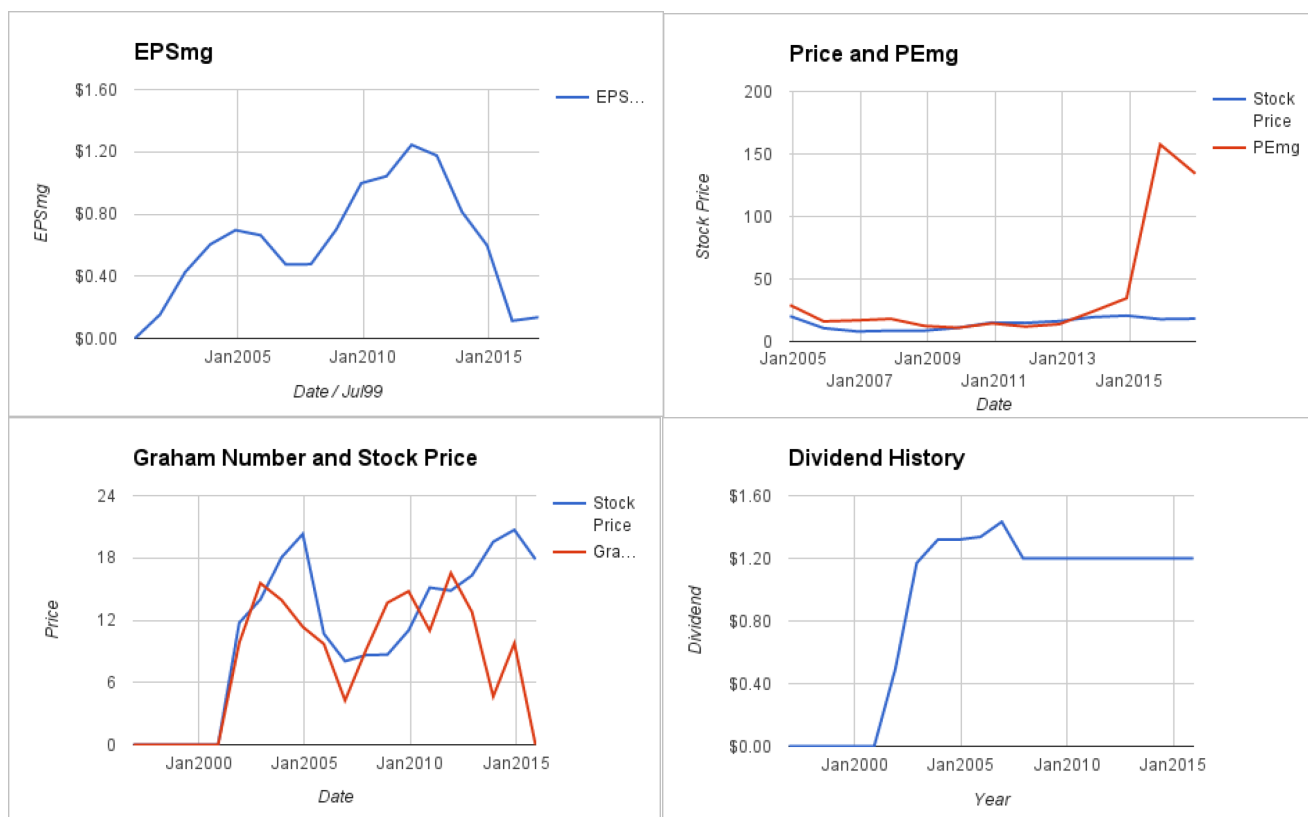 EPSmg
$1.60
$1.20
$0.80
$0.40
$0.00
EPSmg
Jan2005 Jan2010 Jan2015
Date / Jul99
EPS...
Price and PEmg
200
150
100
50
0
Stock Price
Jan2005 Jan2009 Jan2013
Jan2007 Jan2011 Jan2015
Date
Stock
Price
PEmg
Graham Number and Stock Price
24
18
12
6
0
Price
Jan2000 Jan2005 Jan2010 Jan2015
Date
Stock
Price
Gra...
Dividend History
$1.60
$1.20
$0.80
$0.40
$0.00
Dividend
Jan2000 Jan2005 Jan2010 Jan2015
Year